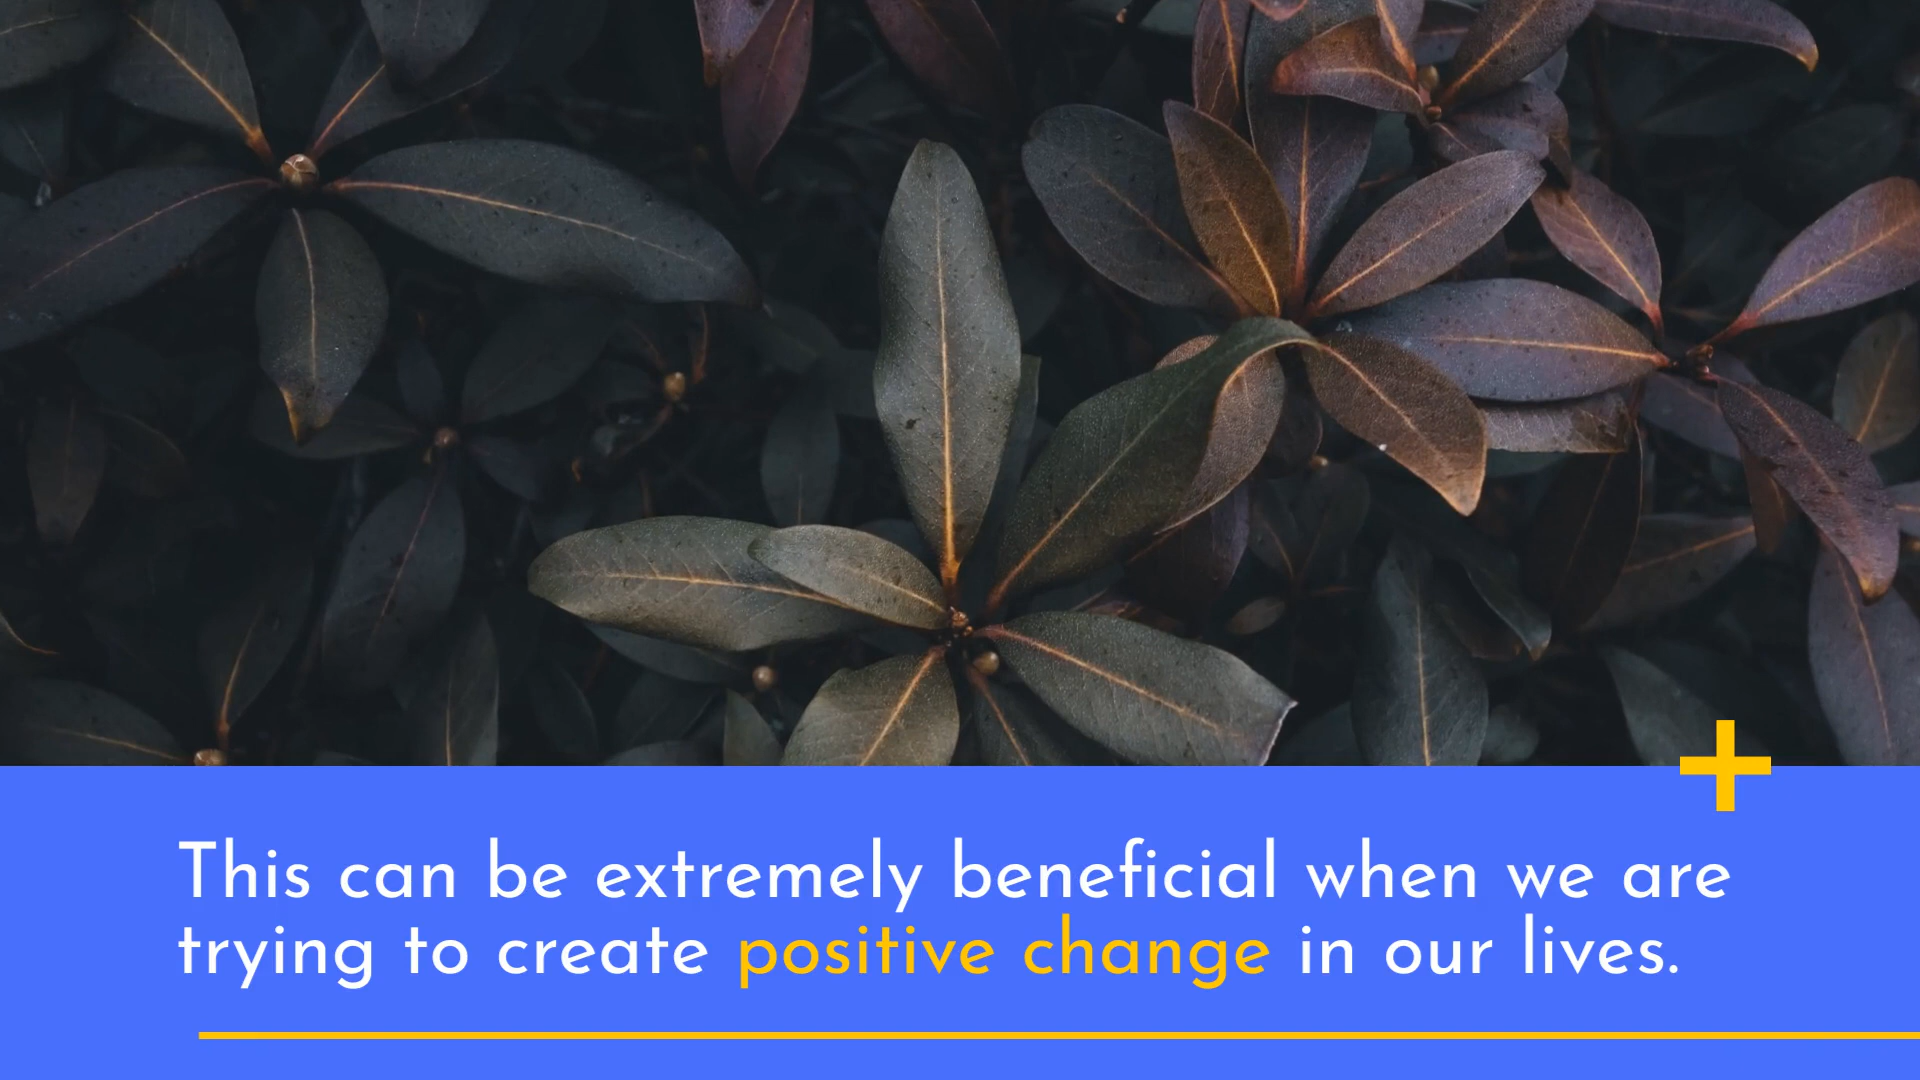 This can be extremely beneficial when we are
trying to create positive change in our lives.